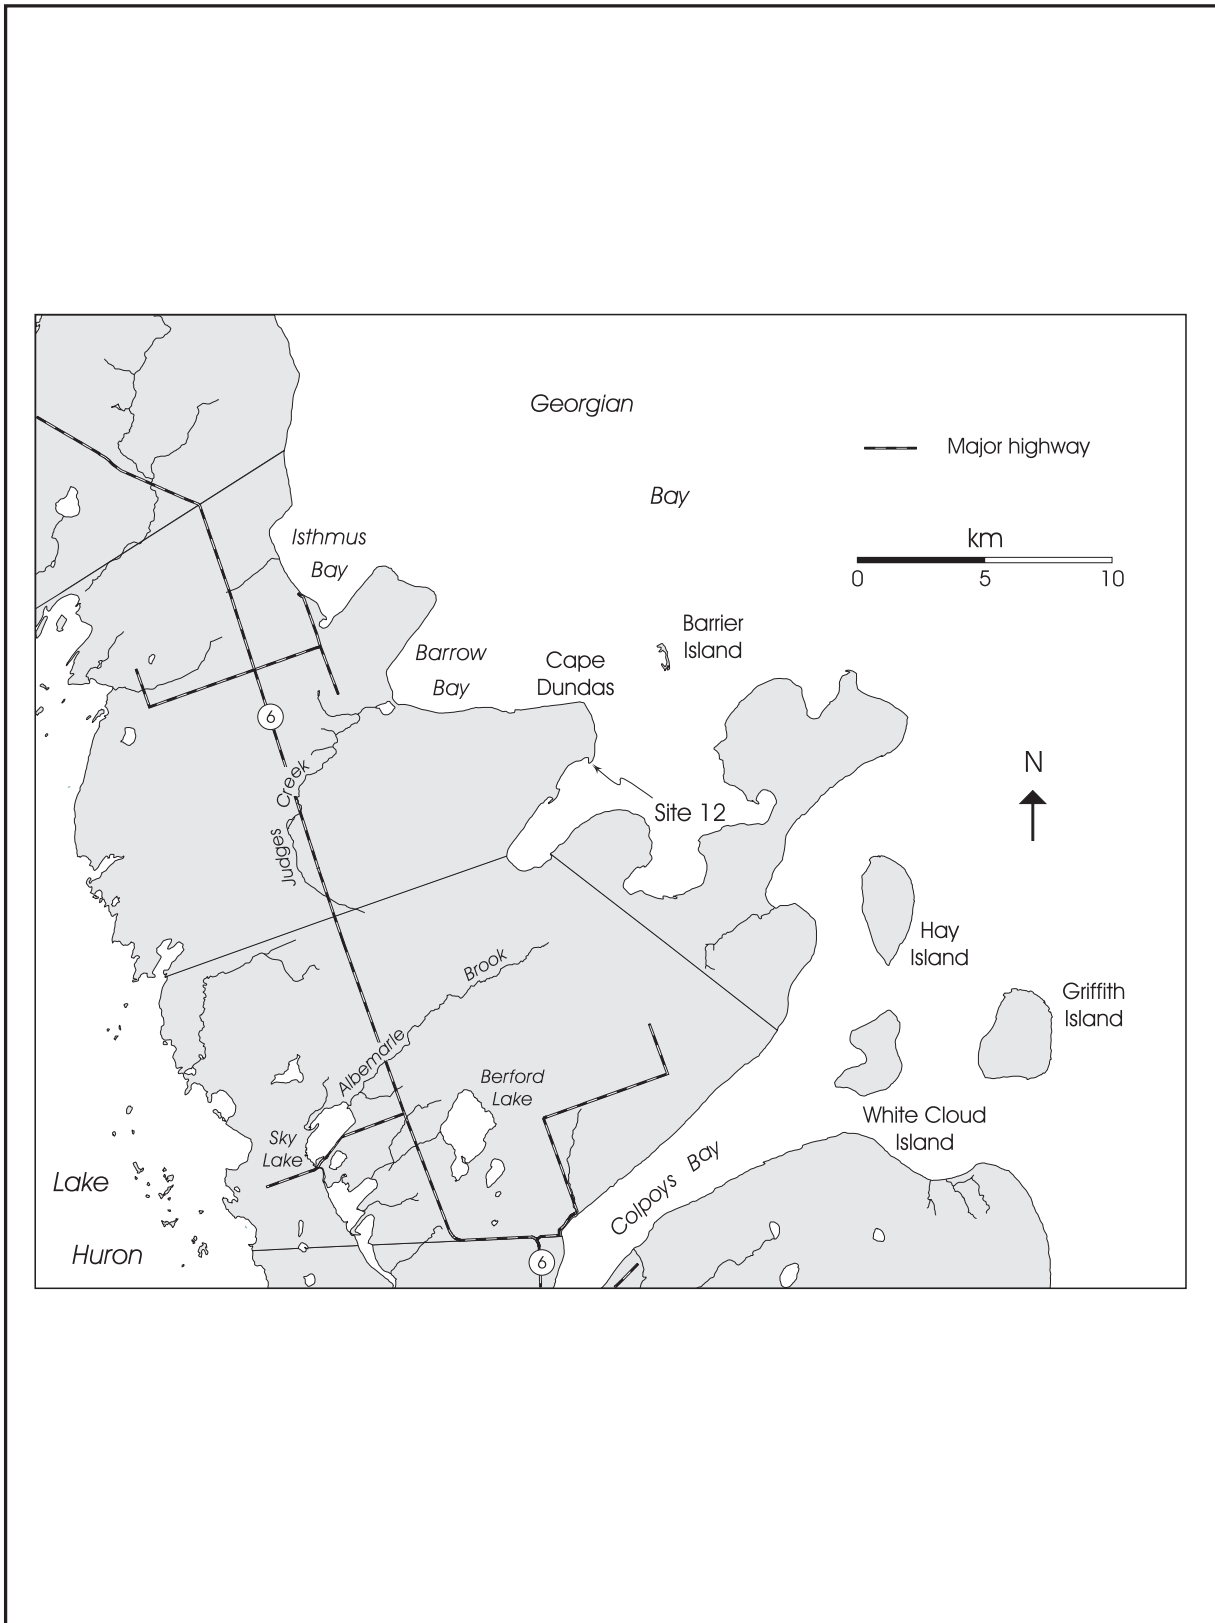 Georgian
Bay
Major highway
km
0 5 10
Isthmus
Bay
Barrier
Island
Barrow
Bay
Cape
Dundas
6
N
Creek
Judges
Site 12
Hay
Island
Brook
Albemarle
Griffith
Island
Berford
Lake
White Cloud
Island
Sky
Lake
Colpoys Bay
Lake
Huron
6